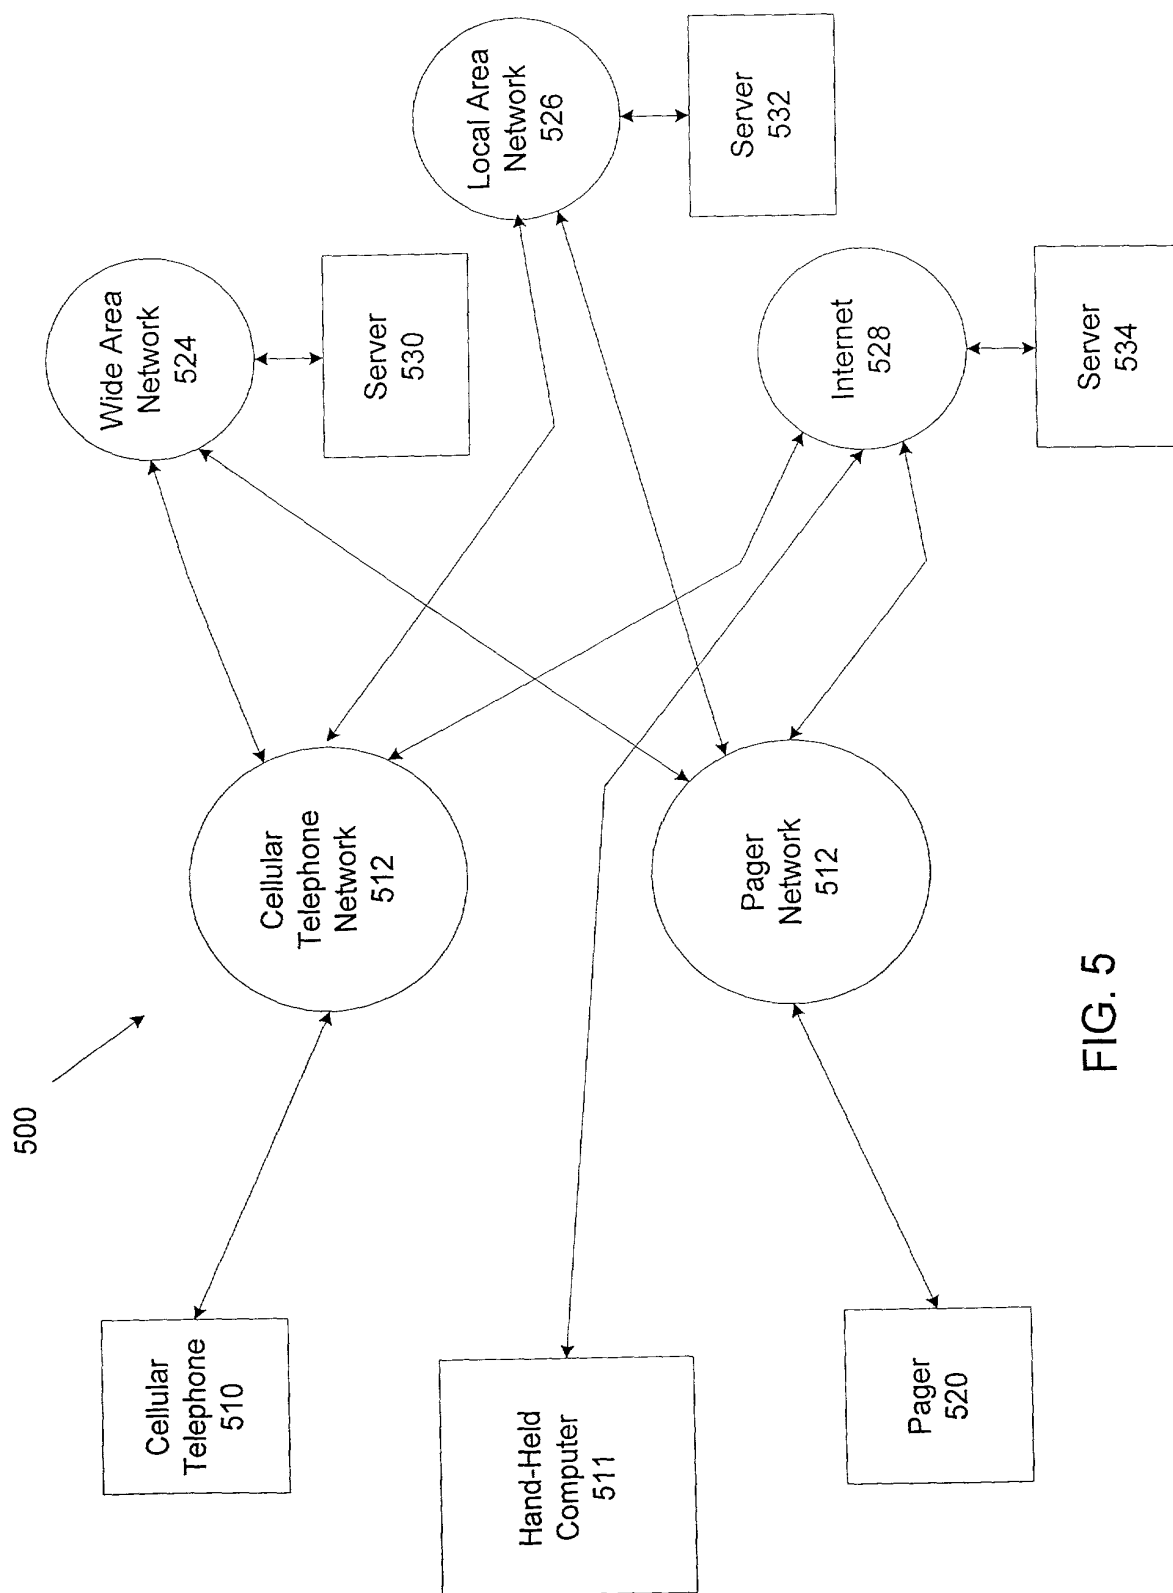 500
Cellular
Telephone
510
Hand-Held
Computer
511
Pager
520
Cellular
Telephone
Network
512
Pager
Network
512
Wide Area
Network
524
Server
530
Local Area
Network
526
Server
532
Internet
528
Server
534
FIG. 5